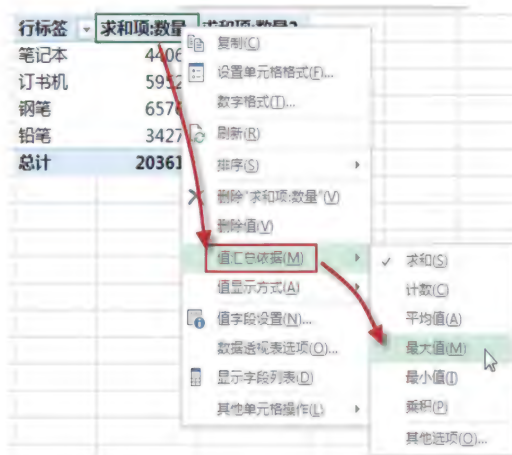 行标签 求和项:数量 求和项:数量2
笔记本 4406
订书机 5952
钢笔 6576
铅笔 3427
总计 20361
复制(C)
设置单元格格式(F)...
数字格式(T)...
刷新(R)
排序(S)
删除"求和项:数量"(V)
删除值(V)
值汇总依据(M)
值显示方式(A)
值字段设置(N)...
数据透视表选项(O)...
显示字段列表(D)
其他单元格操作(L)
求和(S)
计数(C)
平均值(A)
最大值(M)
最小值(I)
乘积(P)
其他选项(O)...